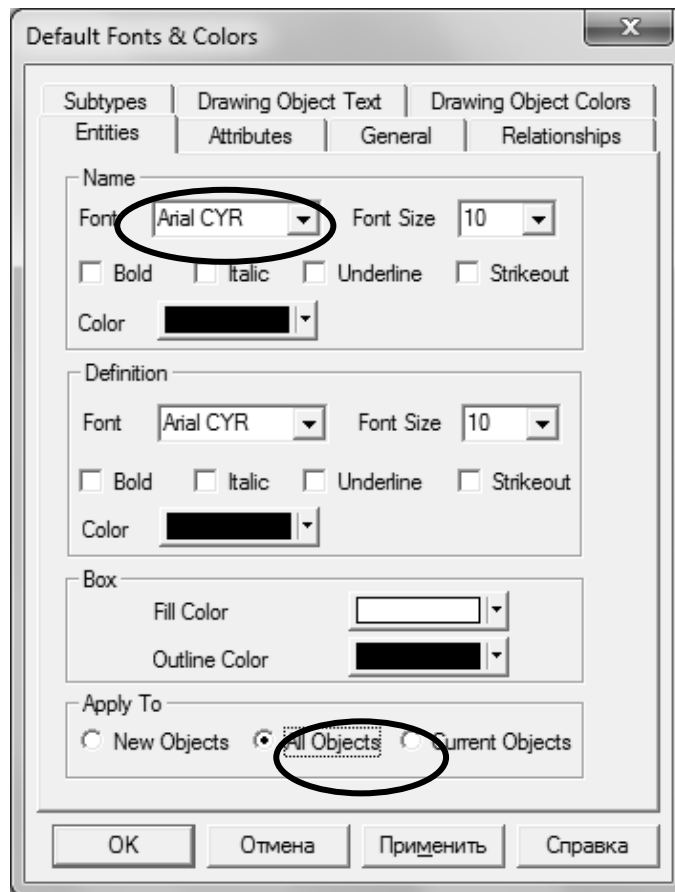 Default Fonts & Colors
Subtypes Drawing Object Text Drawing Object Colors
Entities Attributes General Relationships
Name
Font Arial CYR Font Size 10
Bold Italic Underline Strikeout
Color
Definition
Font Arial CYR Font Size 10
Bold Italic Underline Strikeout
Color
Box
Fill Color
Outline Color
Apply To
New Objects All Objects Current Objects
OK Отмена Применить Справка